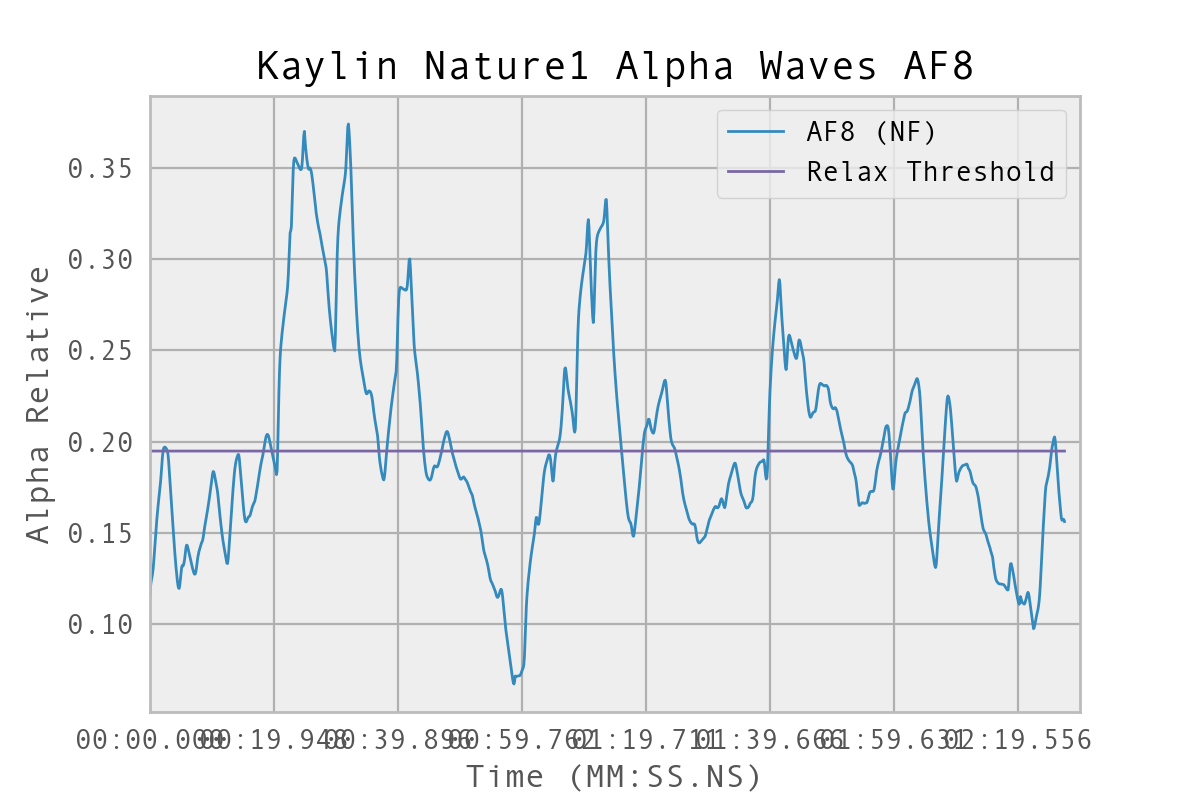 Kaylin Nature1 Alpha Waves AF8
AF8 (NF)
Relax Threshold
Alpha Relative
0.35
0.30
0.25
0.20
0.15
0.10
00:00.000 00:19.948 00:39.896 00:59.762 01:19.711 01:39.666 01:59.631 02:19.556
Time (MM:SS.NS)